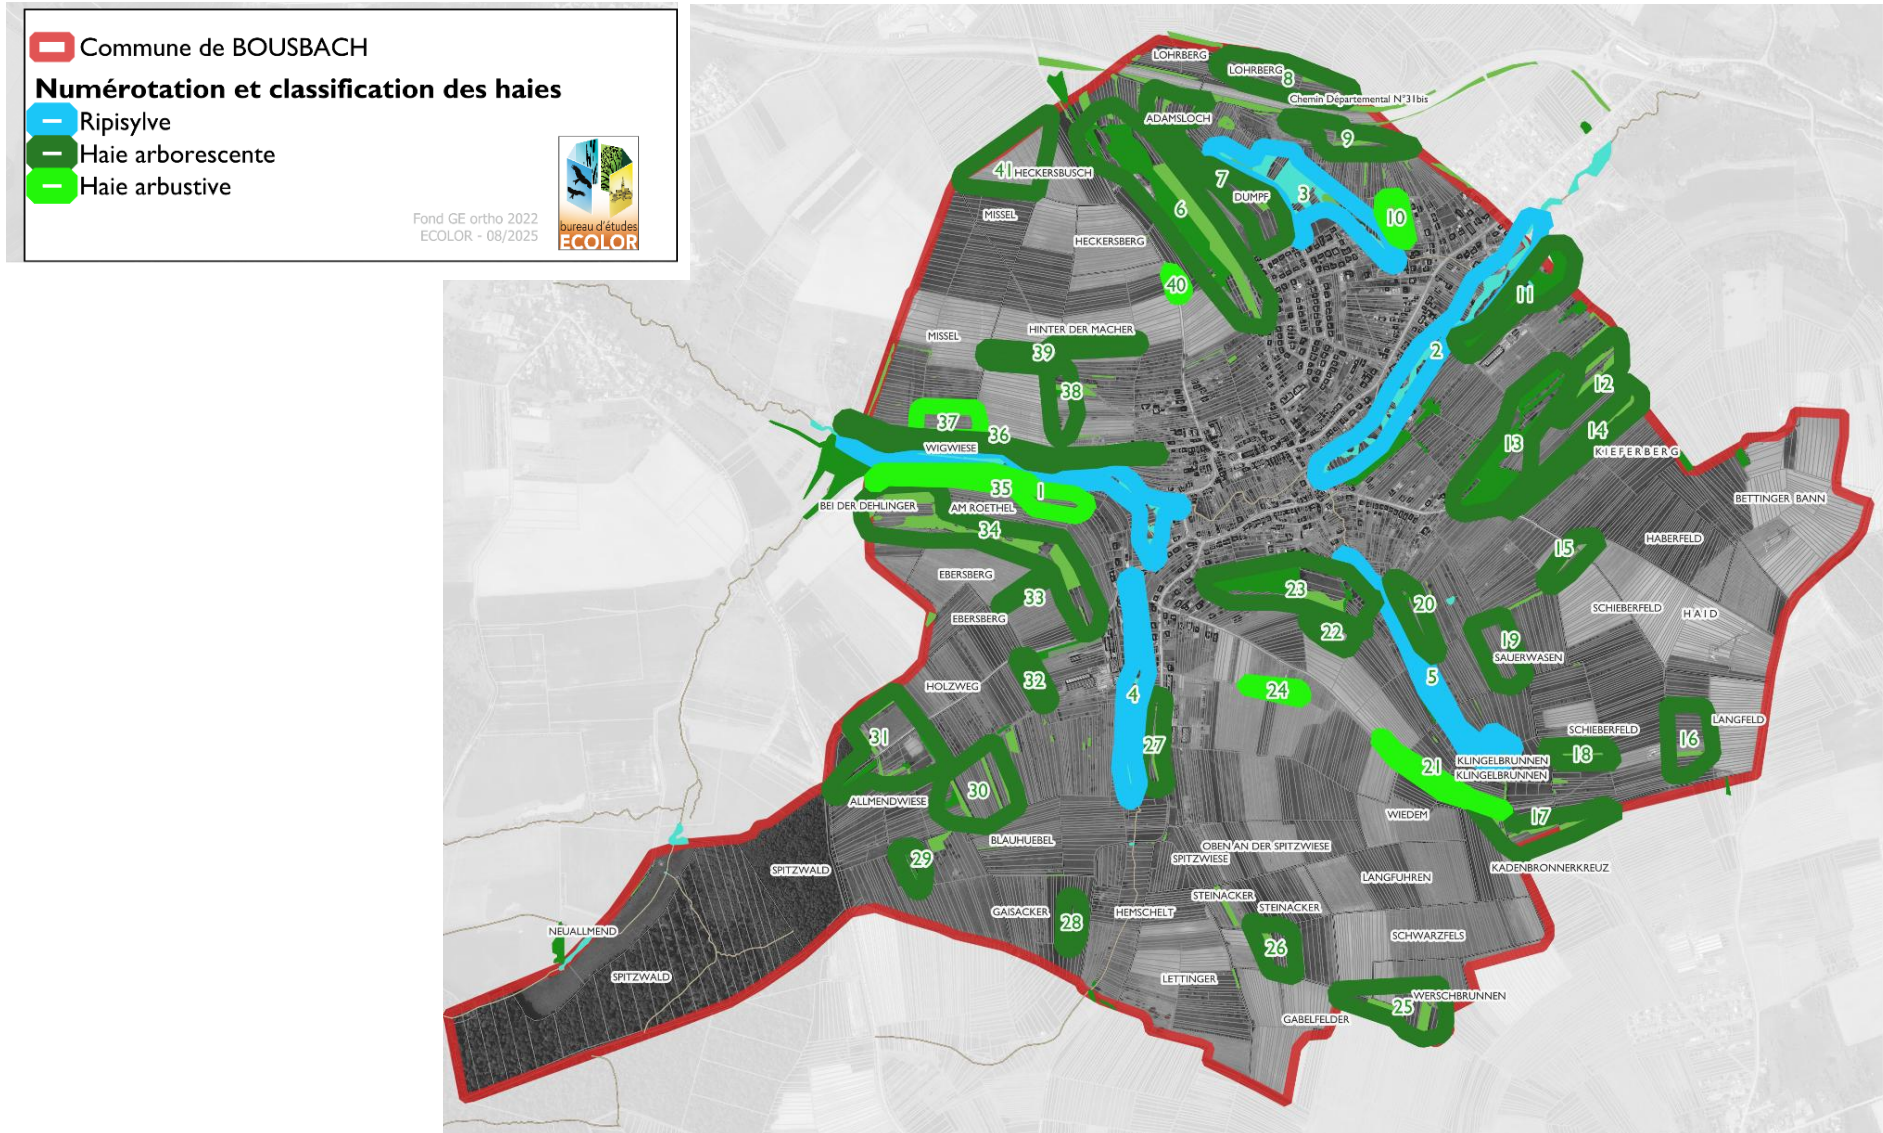 Commune de BOUSBACH
Numérotation et classification des haies
Ripisylve
Haie arborescente
Haie arbustive
Fond GE ortho 2022
ECOLOR - 08/2025
bureau d'études
ECOLOR
LOHRBERG
LOHRBERG
8
Chemin Départemental N°31bis
ADAMSLOCH
9
41
HECKERSBUSCH
7
DUMPF
3
6
10
MISSEL
HECKERSBERG
40
11
MISSEL
HINTER DER MACHER
39
2
38
12
37
36
WIGWIESE
14
13
KIEFERBERG
35
1
BETTINGER BANN
BEI DER DEHLINGER
AM ROETHEL
34
HABERFELD
15
EBERSBERG
23
33
20
SCHIEBERFELD
HAID
EBERSBERG
22
19
SAUERWASEN
32
5
HOLZWEG
24
4
LANGFELD
SCHIEBERFELD
31
27
16
18
KLINGELBRUNNEN
KLINGELBRUNNEN
21
30
ALLMENDWIESE
WIEDEM
17
BLAUHUEBEL
OBEN AN DER SPITZWIESE
SPITZWIESE
29
SPITZWALD
KADENBRONNERKREUZ
LANGFUHREN
STEINACKER
STEINACKER
GAISACKER
28
HEMSCHELT
NEUALLMEND
SCHWARZFELS
26
SPITZWALD
LETTINGER
WERSCHBRUNNEN
25
GABELFELDER